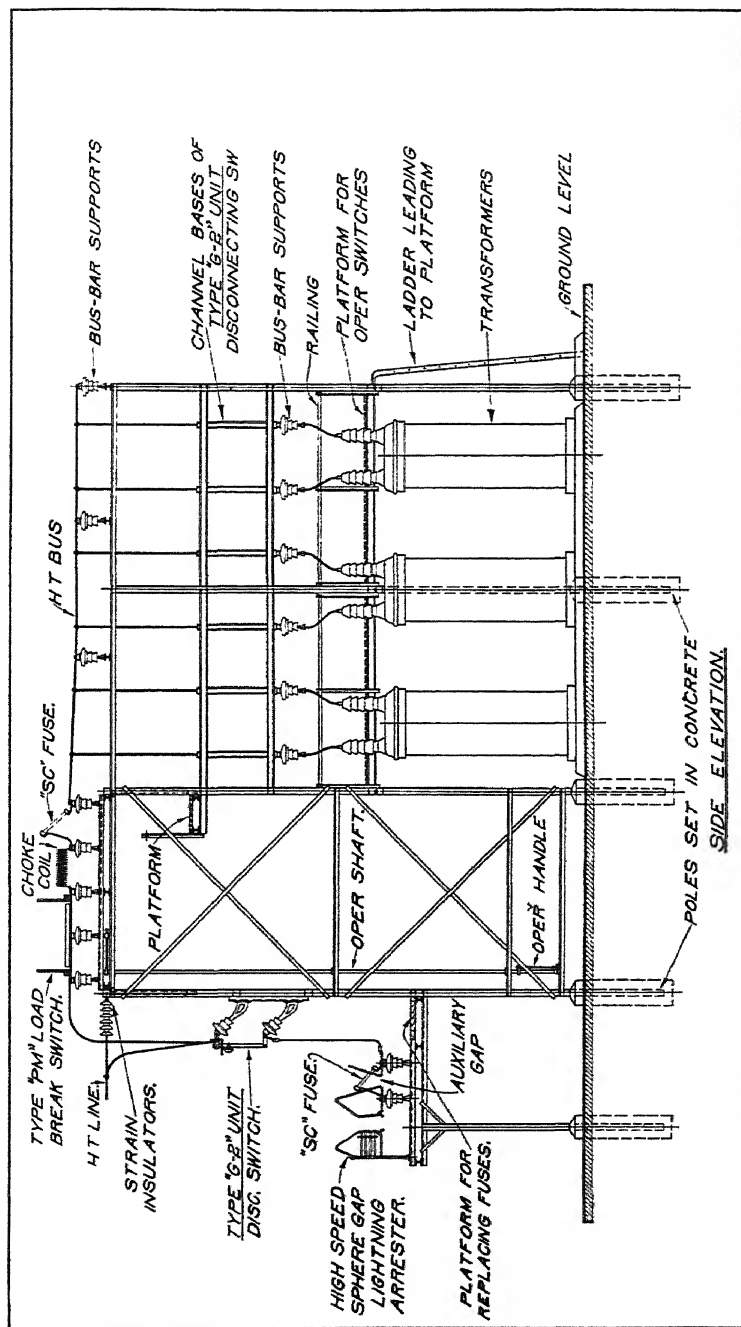 TYPE "PM" LOAD
BREAK SWITCH.
HT LINE
STRAIN
INSULATORS.
TYPE "G-2" UNIT
DISC. SWITCH.
"SC" FUSE.
HIGH SPEED
SPHERE GAP
LIGHTNING
ARRESTER.
PLATFORM FOR
REPLACING FUSES.
AUXILIARY
GAP
CHOKE
COIL
"SC" FUSE.
PLATFORM
OPER SHAFT.
OPER HANDLE
HT BUS
BUS-BAR SUPPORTS
CHANNEL BASES OF
TYPE "G-2" UNIT
DISCONNECTING SW
BUS-BAR SUPPORTS
RAILING
PLATFORM FOR
OPER SWITCHES
LADDER LEADING
TO PLATFORM
TRANSFORMERS
GROUND LEVEL
POLES SET IN CONCRETE
SIDE ELEVATION.